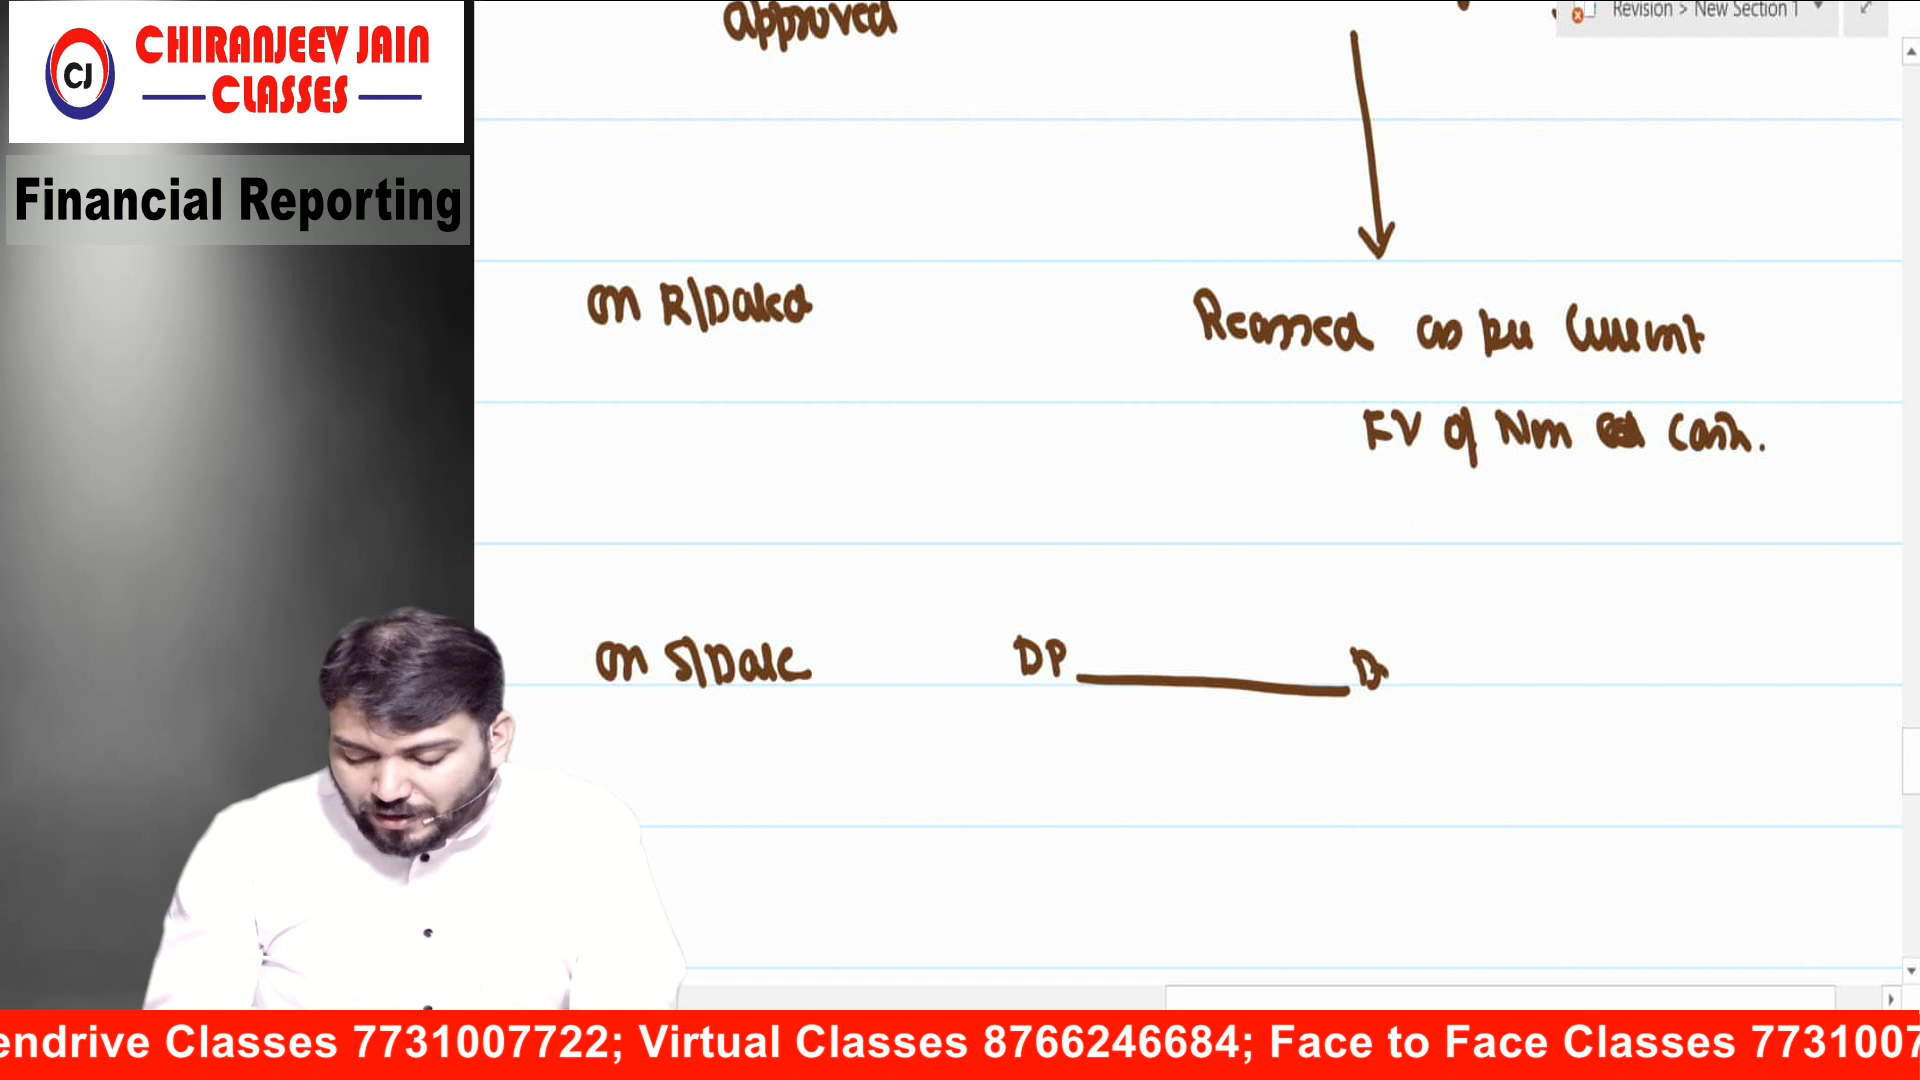 CHIRANJEEV JAIN
CLASSES
CJ
Financial Reporting
Revision > New Section 1
approved
on R/Date
as per Current
FV of Non Cash.
on S/Date DP Dr
endrive Classes 7731007722; Virtual Classes 8766246684; Face to Face Classes 7731007